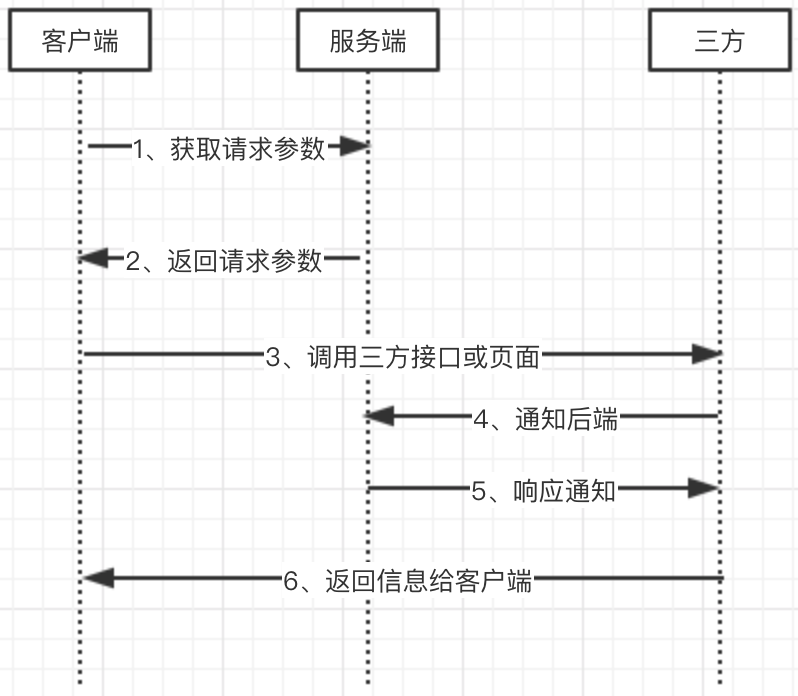 客户端
服务端
三方
1、获取请求参数
2、返回请求参数
3、调用三方接口或页面
4、通知后端
5、响应通知
6、返回信息给客户端